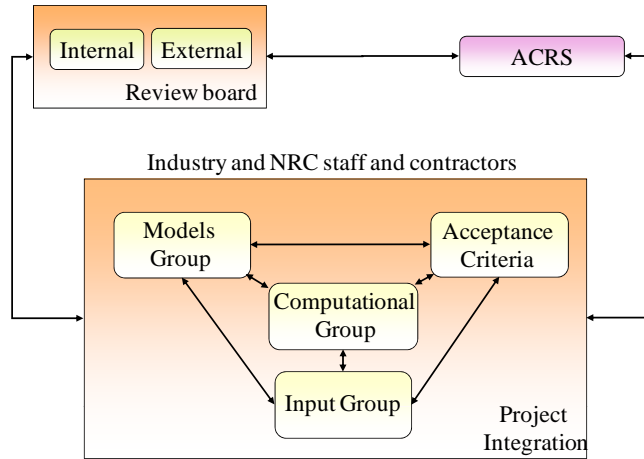 Internal
External
Review board
ACRS
Industry and NRC staff and contractors
Models
Group
Acceptance
Criteria
Computational
Group
Input Group
Project
Integration